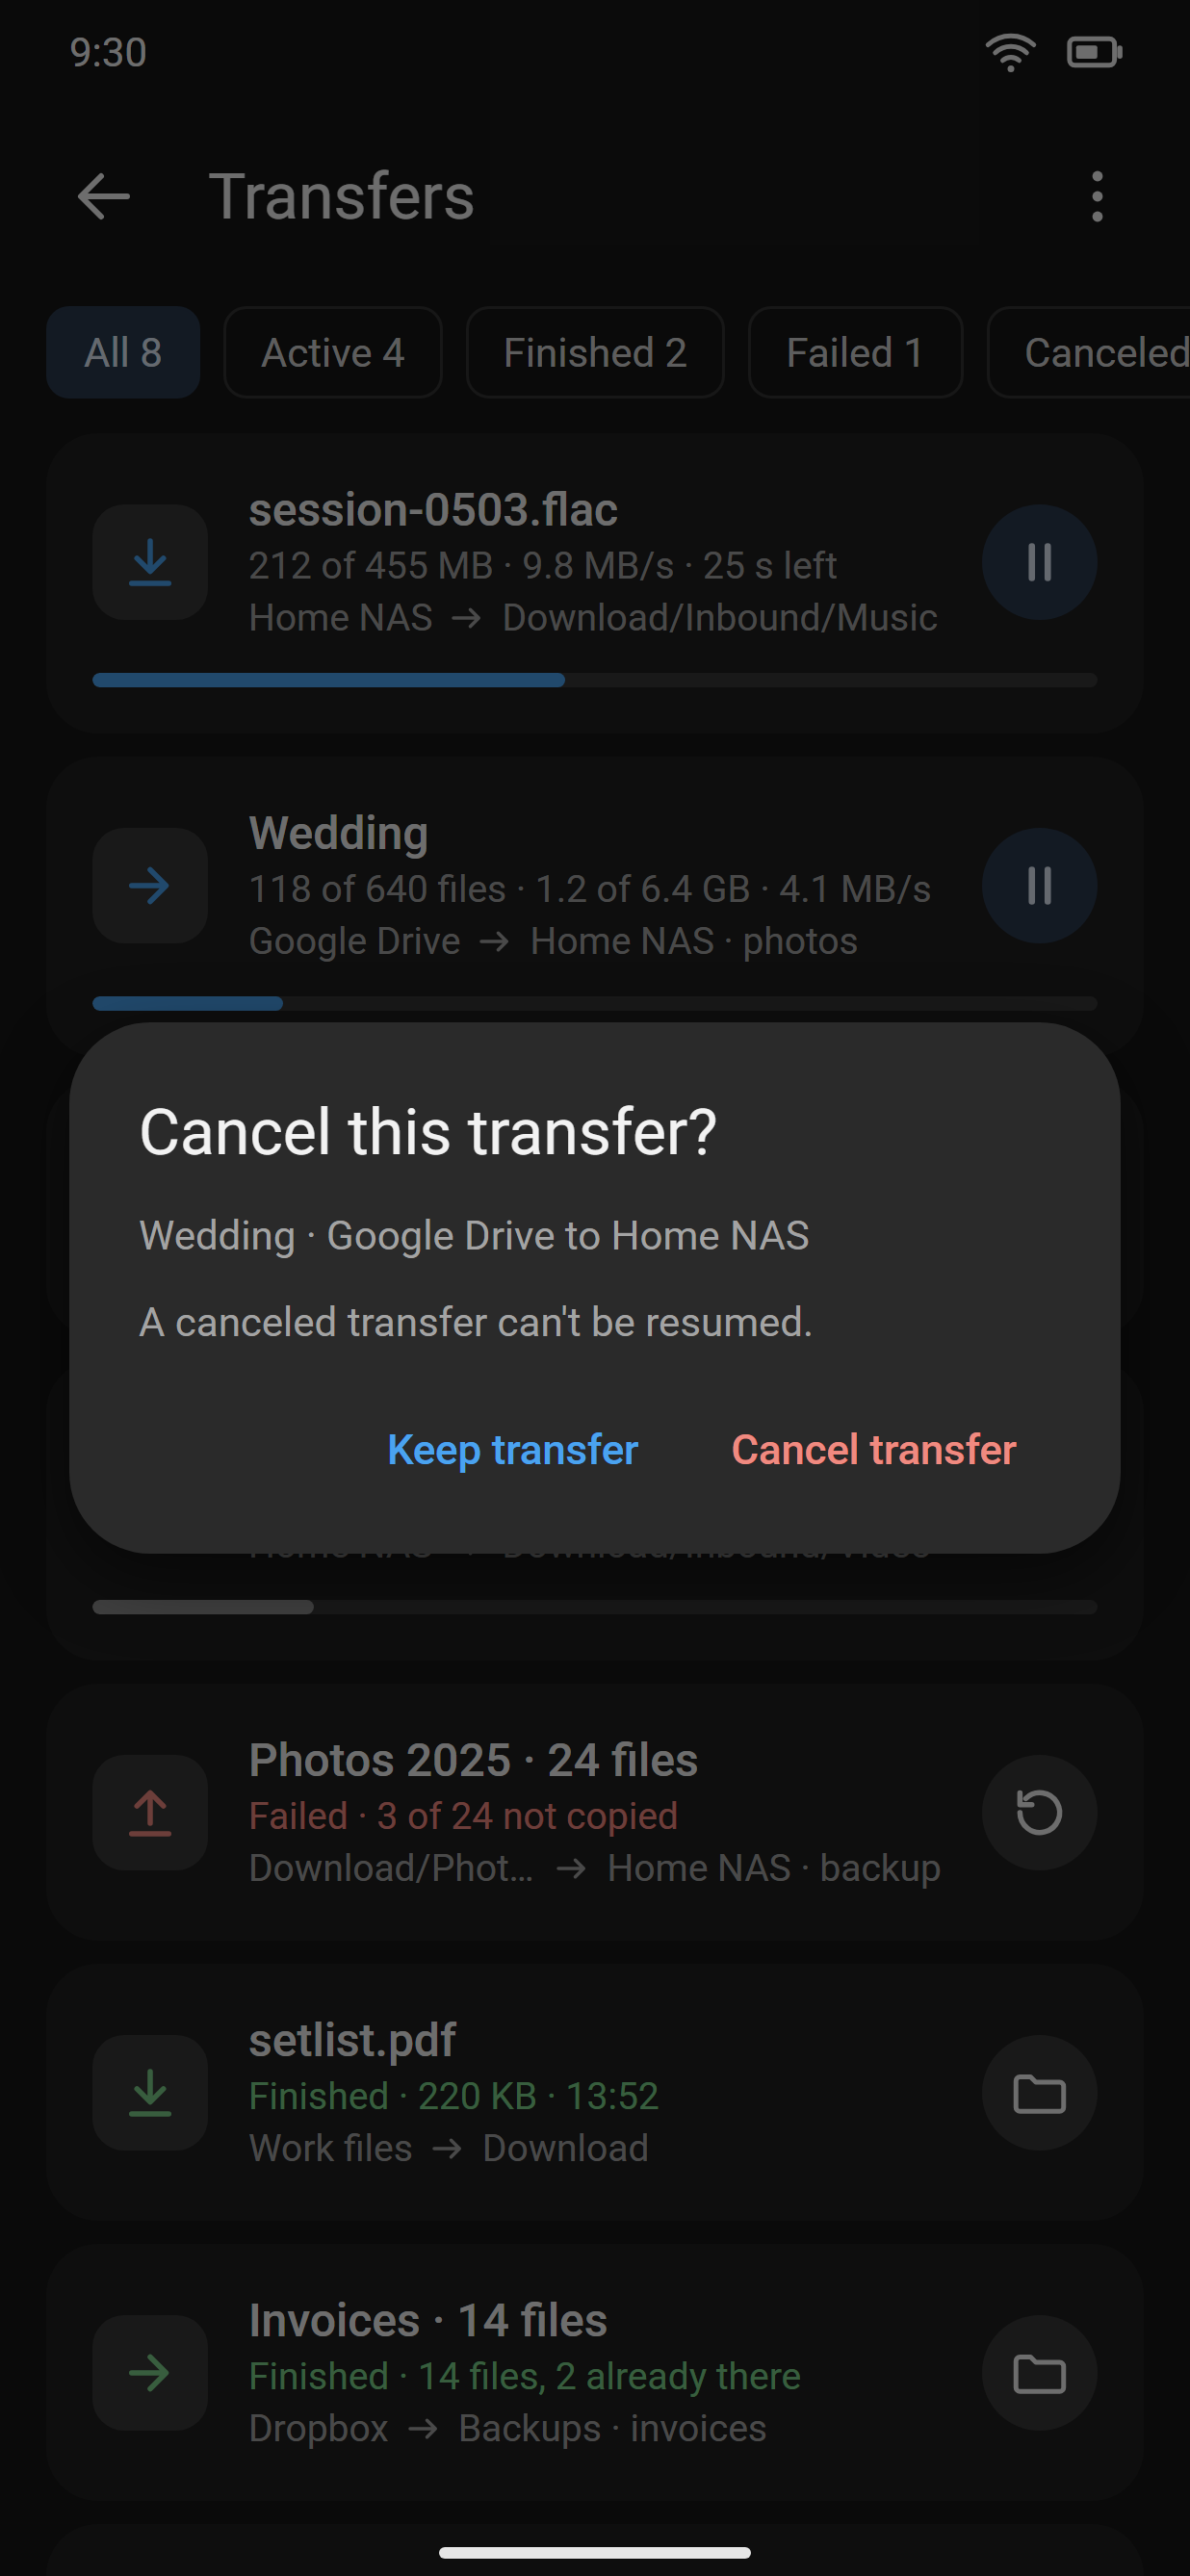 9:30
Transfers
All 8
Active 4
Finished 2
Failed 1
Canceled
session-0503.flac
212 of 455 MB · 9.8 MB/s · 25 s left
Home NAS → Download/Inbound/Music
Wedding
118 of 640 files · 1.2 of 6.4 GB · 4.1 MB/s
Google Drive → Home NAS · photos
Cancel this transfer?
Wedding · Google Drive to Home NAS
A canceled transfer can't be resumed.
Keep transfer
Cancel transfer
Photos 2025 · 24 files
Failed · 3 of 24 not copied
Download/Phot... → Home NAS · backup
setlist.pdf
Finished · 220 KB · 13:52
Work files → Download
Invoices · 14 files
Finished · 14 files, 2 already there
Dropbox → Backups · invoices